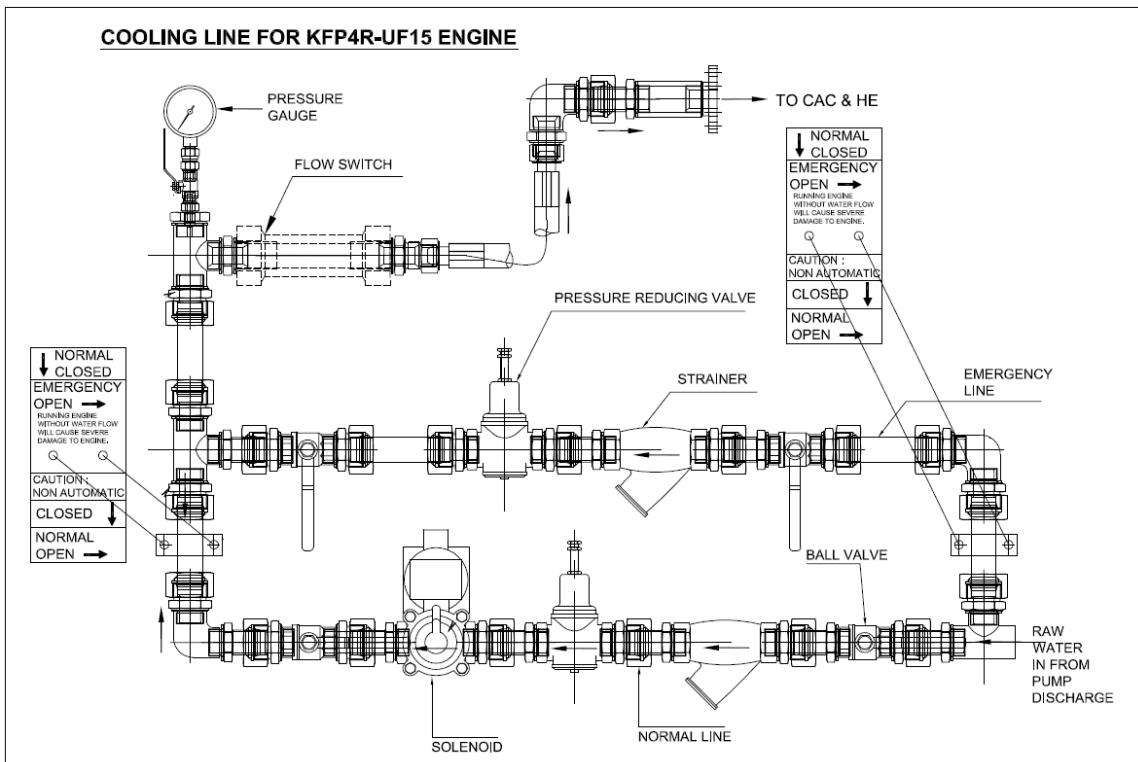 COOLING LINE FOR KFP4R-UF15 ENGINE
PRESSURE
GAUGE
TO CAC & HE
FLOW SWITCH
NORMAL
CLOSED
EMERGENCY
OPEN
RUNNING ENGINE
WITHOUT WATER FLOW
WILL CAUSE SEVERE
DAMAGE TO ENGINE.
CAUTION :
NON AUTOMATIC
CLOSED
NORMAL
OPEN
PRESSURE REDUCING VALVE
STRAINER
EMERGENCY
LINE
NORMAL
CLOSED
EMERGENCY
OPEN
RUNNING ENGINE
WITHOUT WATER FLOW
WILL CAUSE SEVERE
DAMAGE TO ENGINE.
CAUTION :
NON AUTOMATIC
CLOSED
NORMAL
OPEN
BALL VALVE
RAW
WATER
IN FROM
PUMP
DISCHARGE
SOLENOID
NORMAL LINE